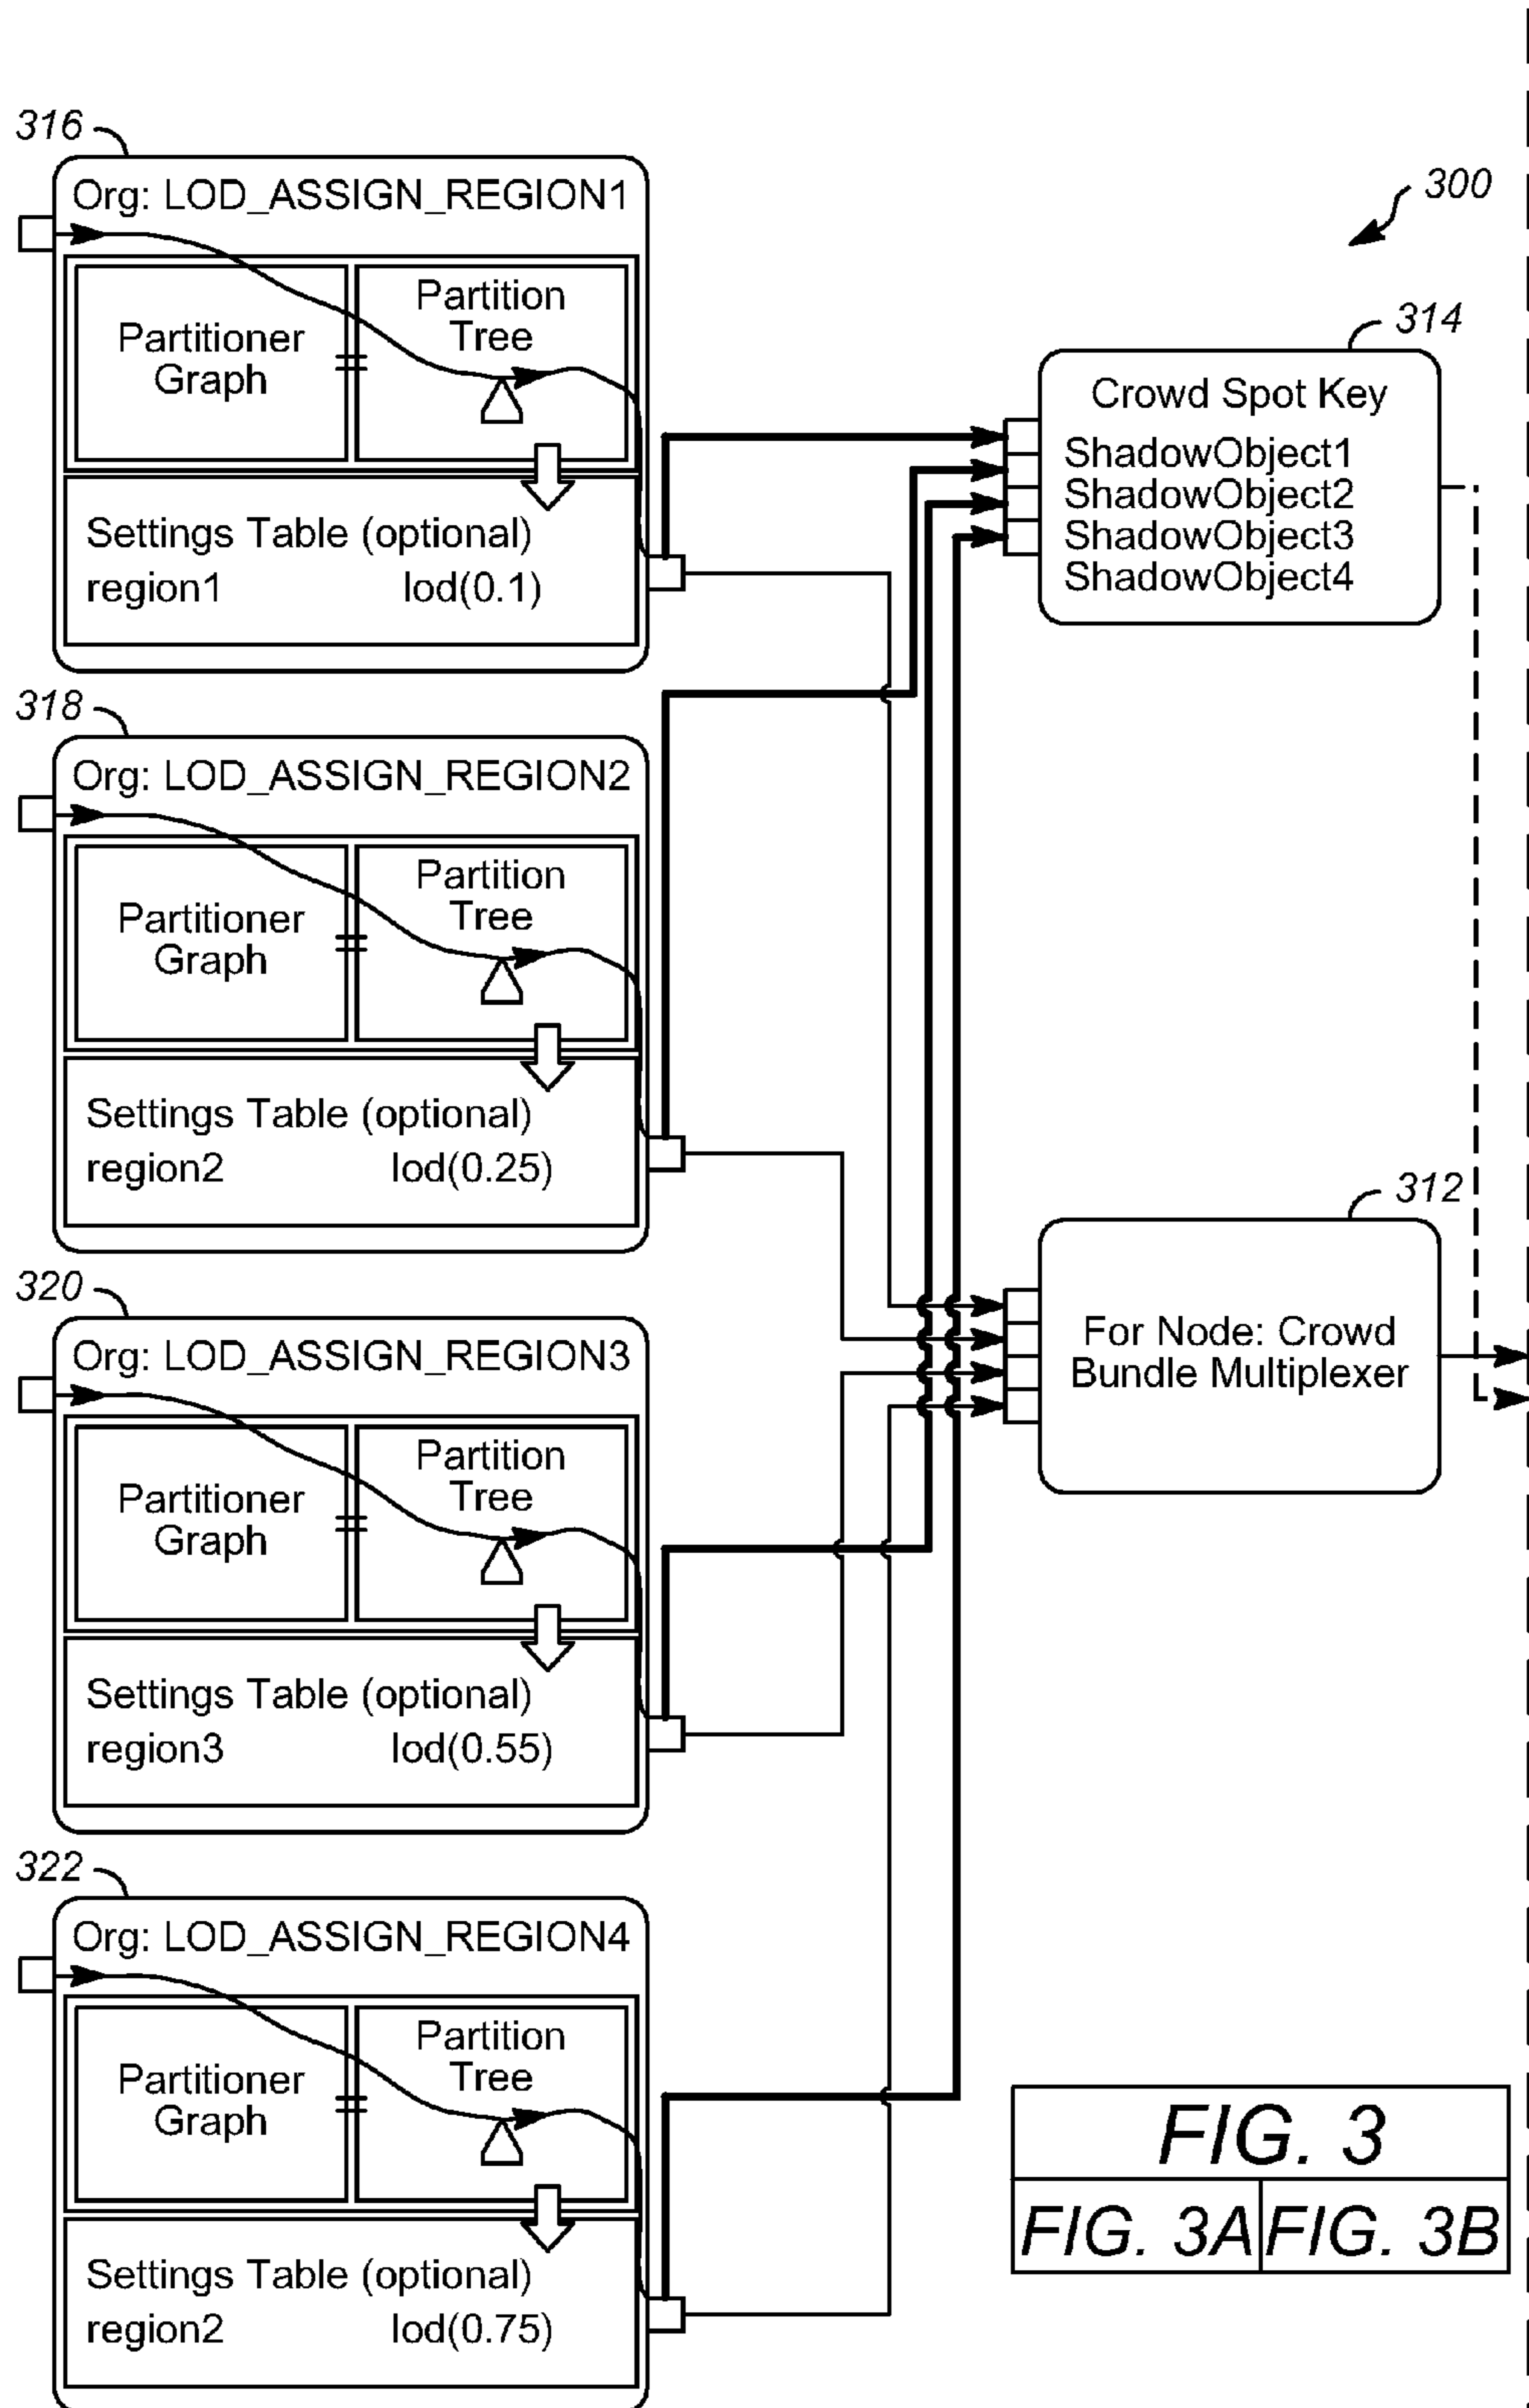 316
Org: LOD_ASSIGN_REGION1
Partitioner
Graph
Partition
Tree
Settings Table (optional)
region1 lod(0.1)
318
Org: LOD_ASSIGN_REGION2
Partitioner
Graph
Partition
Tree
Settings Table (optional)
region2 lod(0.25)
320
Org: LOD_ASSIGN_REGION3
Partitioner
Graph
Partition
Tree
Settings Table (optional)
region3 lod(0.55)
322
Org: LOD_ASSIGN_REGION4
Partitioner
Graph
Partition
Tree
Settings Table (optional)
region2 lod(0.75)
300
314
Crowd Spot Key
ShadowObject1
ShadowObject2
ShadowObject3
ShadowObject4
312
For Node: Crowd
Bundle Multiplexer
FIG. 3
FIG. 3A FIG. 3B